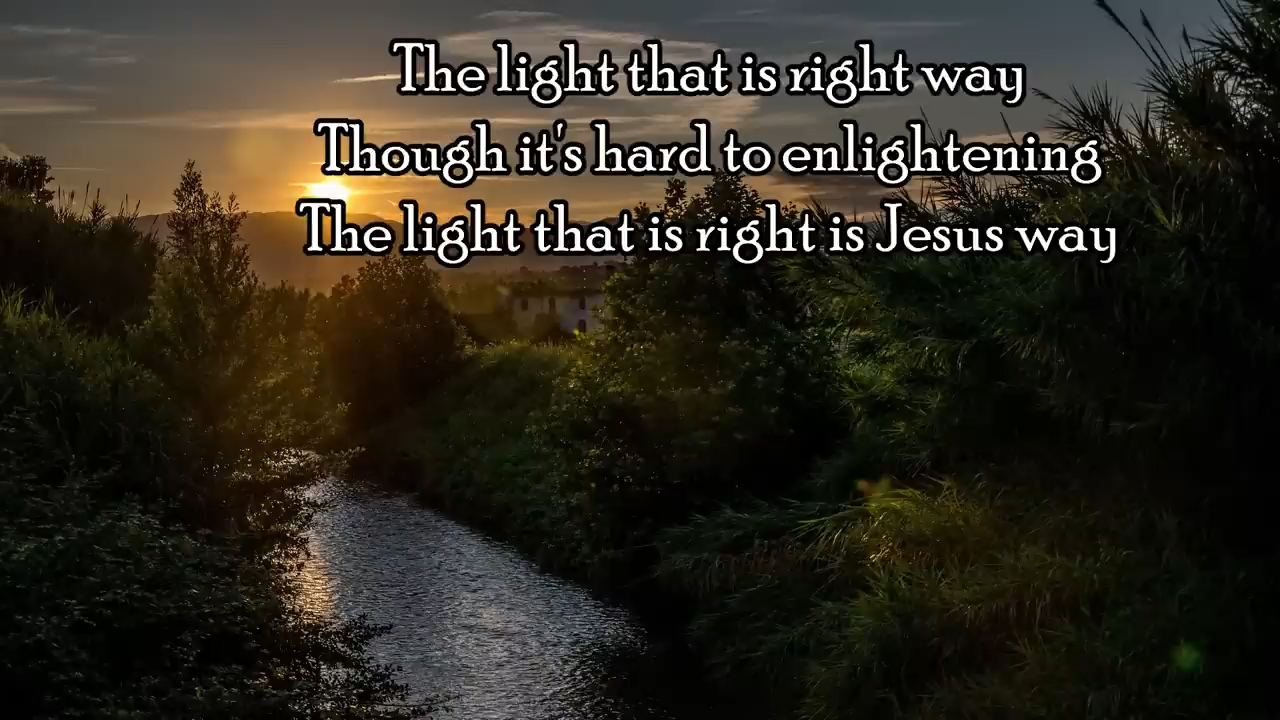 The light that is right way
Though it's hard to enlightening
The light that is right is Jesus way